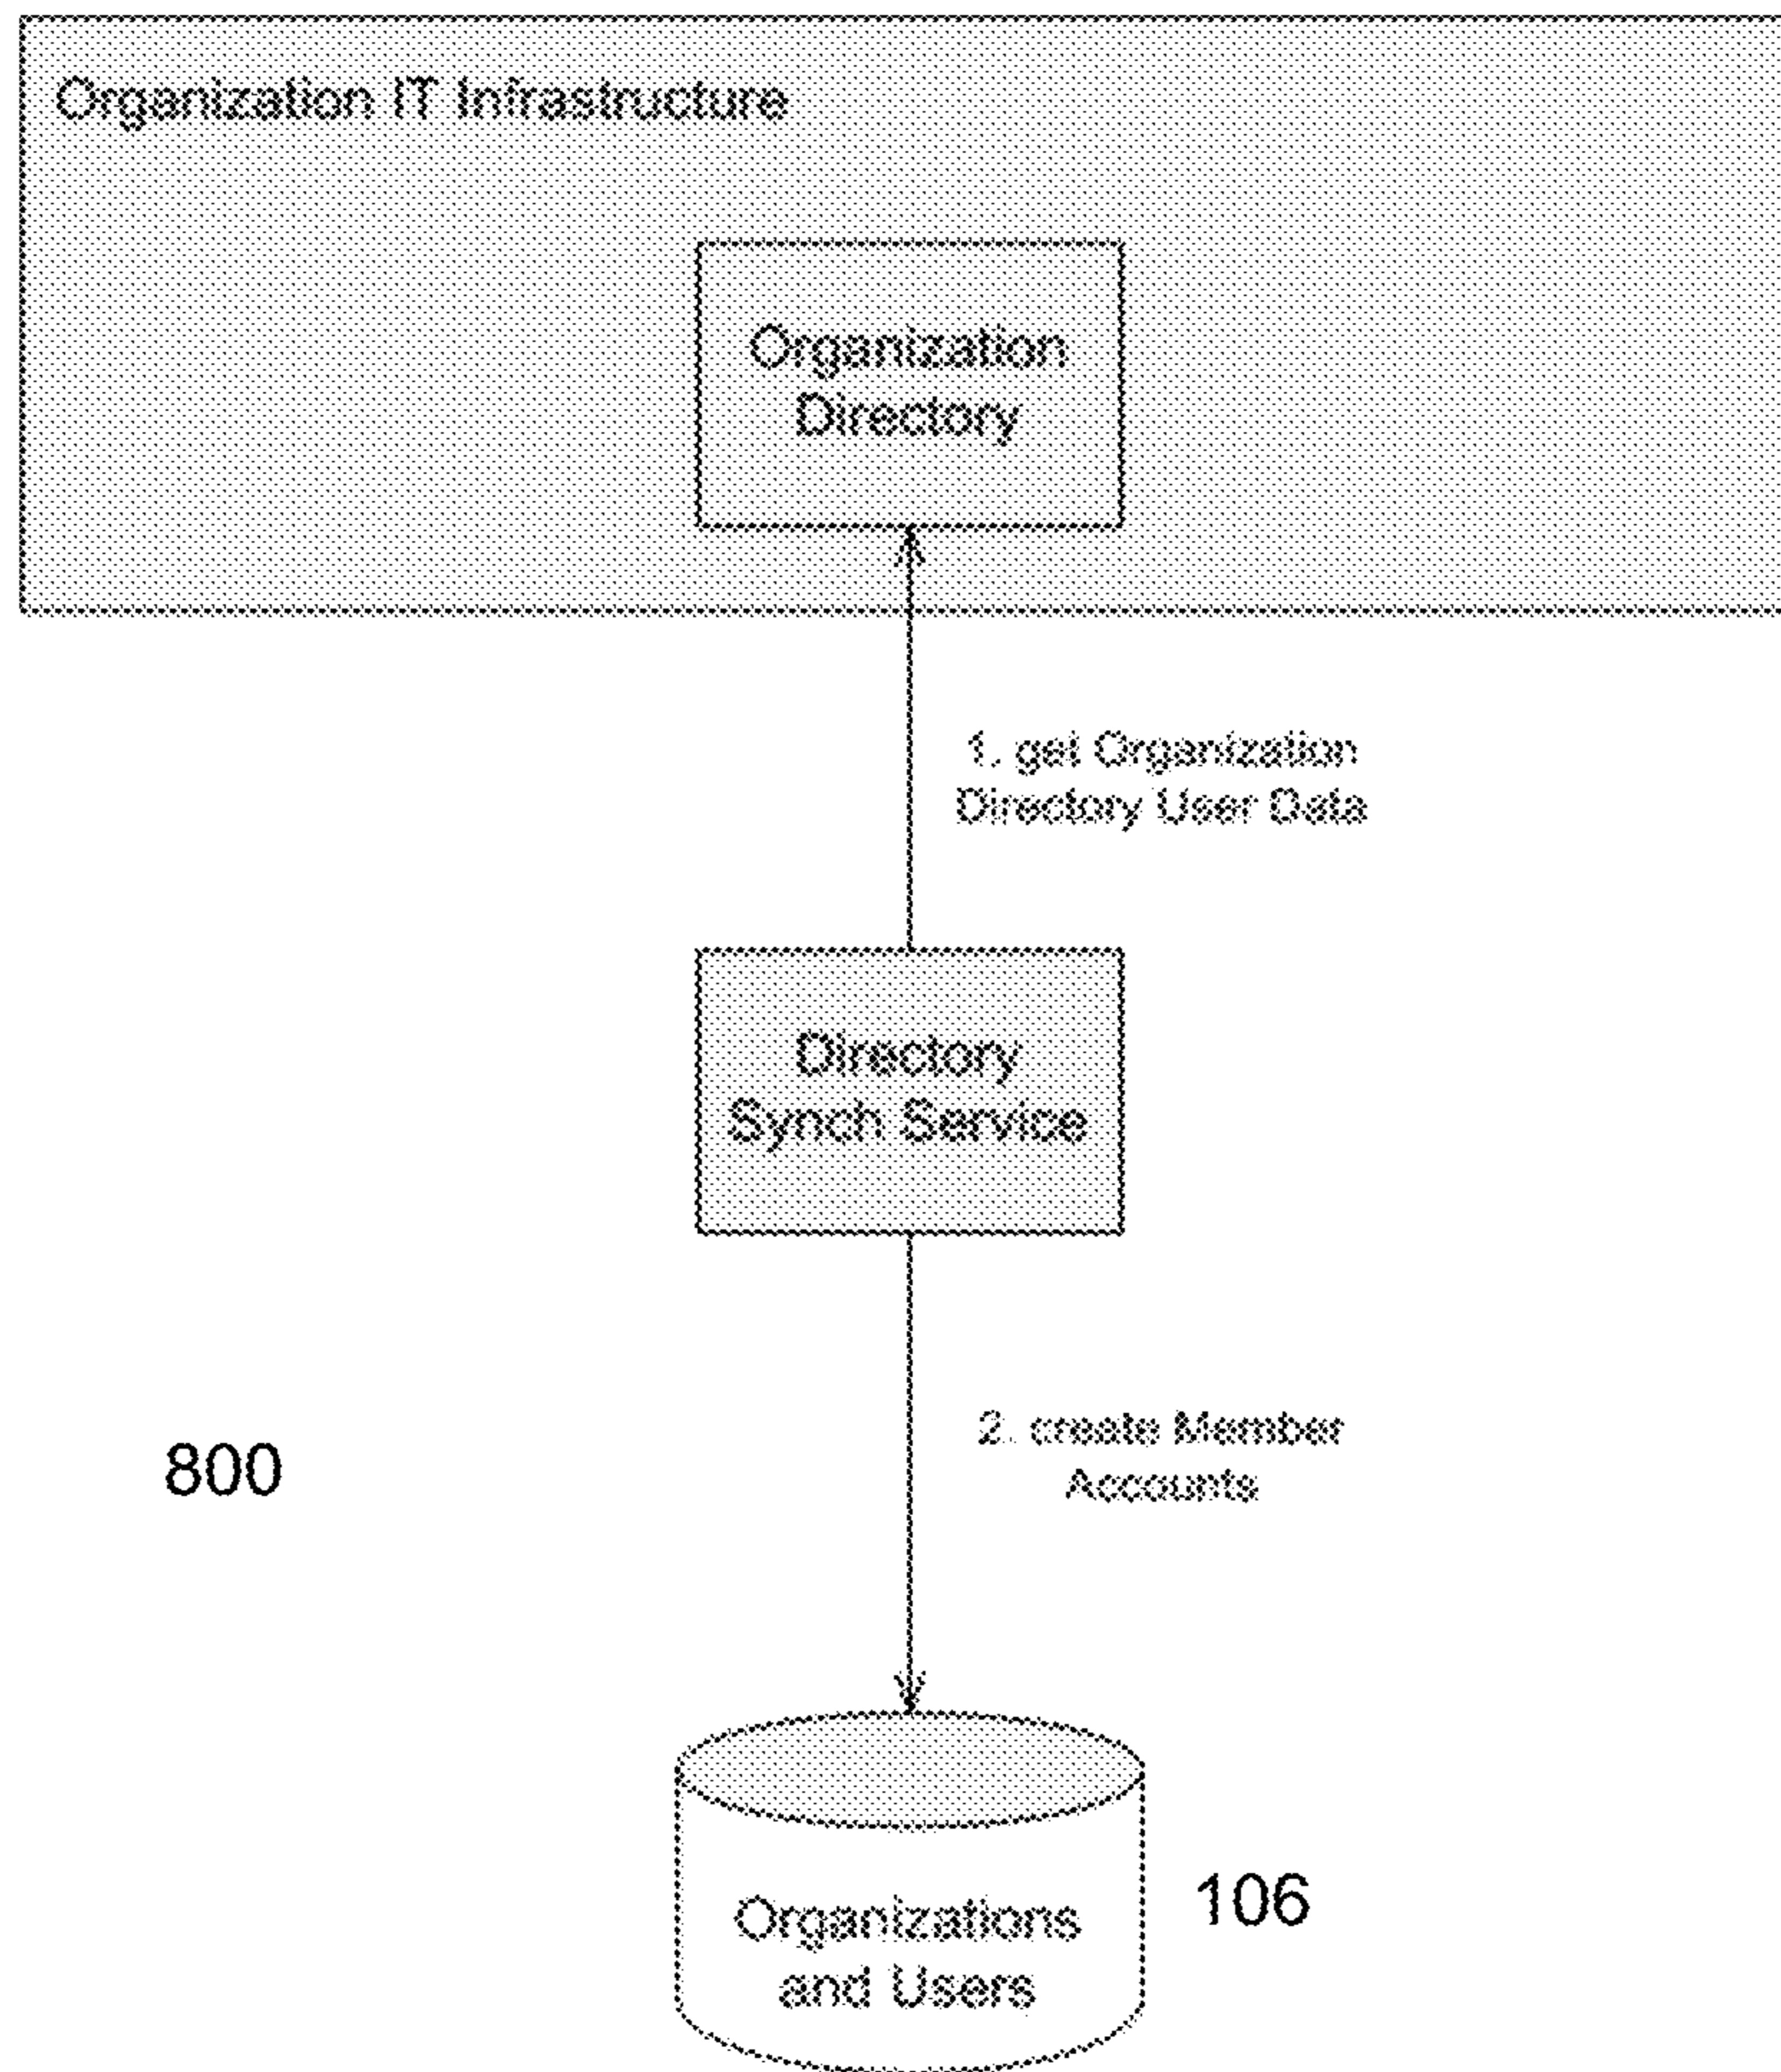 Organization IT Infrastructure
Organization
Directory
1. get Organization
Directory User Data
Directory
Synch Service
2. create Member
Accounts
800
106
Organizations
and Users